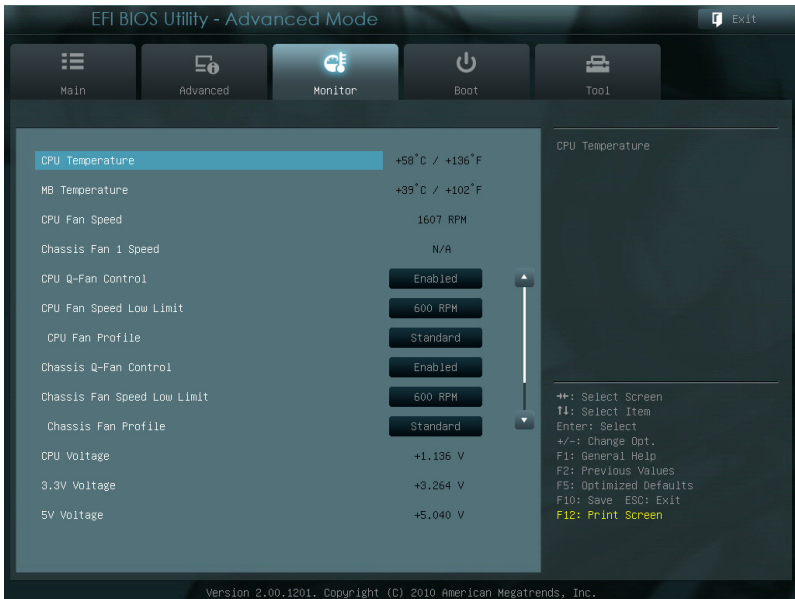 EFI BIOS Utility - Advanced Mode
Exit
Main Advanced Monitor Boot Tool
CPU Temperature +58°C / +136°F
MB Temperature +39°C / +102°F
CPU Fan Speed 1607 RPM
Chassis Fan 1 Speed N/A
CPU Q-Fan Control Enabled
CPU Fan Speed Low Limit 600 RPM
CPU Fan Profile Standard
Chassis Q-Fan Control Enabled
Chassis Fan Speed Low Limit 600 RPM
Chassis Fan Profile Standard
CPU Voltage +1.136 V
3.3V Voltage +3.264 V
5V Voltage +5.040 V
CPU Temperature
→←: Select Screen
↑↓: Select Item
Enter: Select
+/-: Change Opt.
F1: General Help
F2: Previous Values
F5: Optimized Defaults
F10: Save ESC: Exit
F12: Print Screen
Version 2.00.1201. Copyright (C) 2010 American Megatrends, Inc.